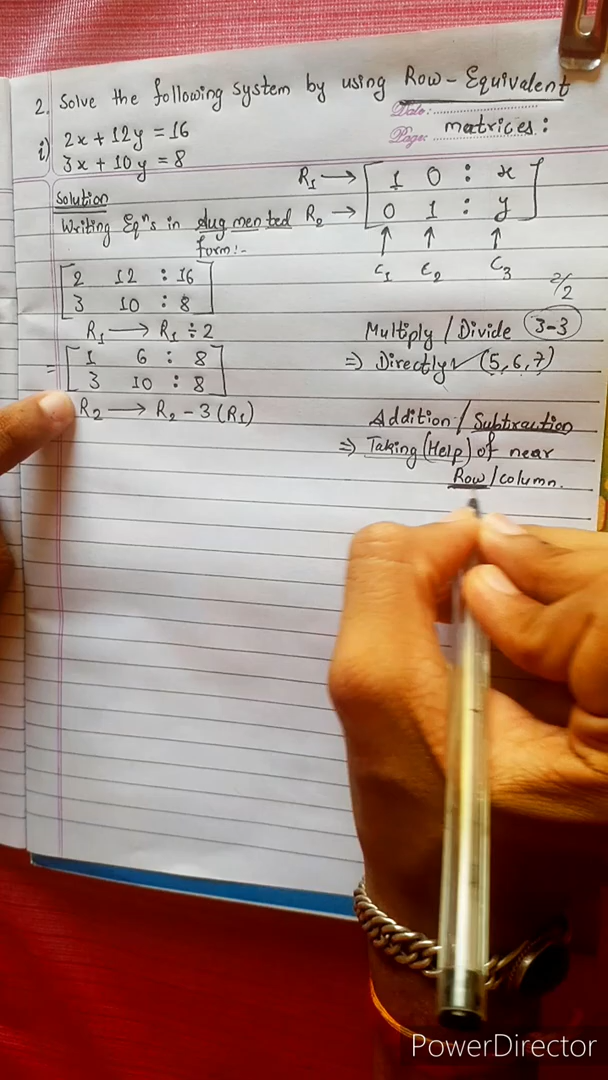 2. Solve the following system by using Row-Equivalent
Date:
Page: matrices:
i) 2x + 12y = 16
3x + 10y = 8
R₁ → [ 1 0 : x ]
R₂ → [ 0 1 : y ]
↑ ↑ ↑
C₁ C₂ C₃
Solution
Writing Eqⁿs in Augmented
form:-
[ 2 12 : 16
3 10 : 8 ]
R₁ → R₁ ÷ 2
= [ 1 6 : 8
3 10 : 8 ]
R₂ → R₂ - 3(R₁)
2/2
Multiply / Divide 3-3
⇒ Directly ✓ (5, 6, 7)
Addition / Subtraction
⇒ Taking (Help) of near
Row/column.
PowerDirector